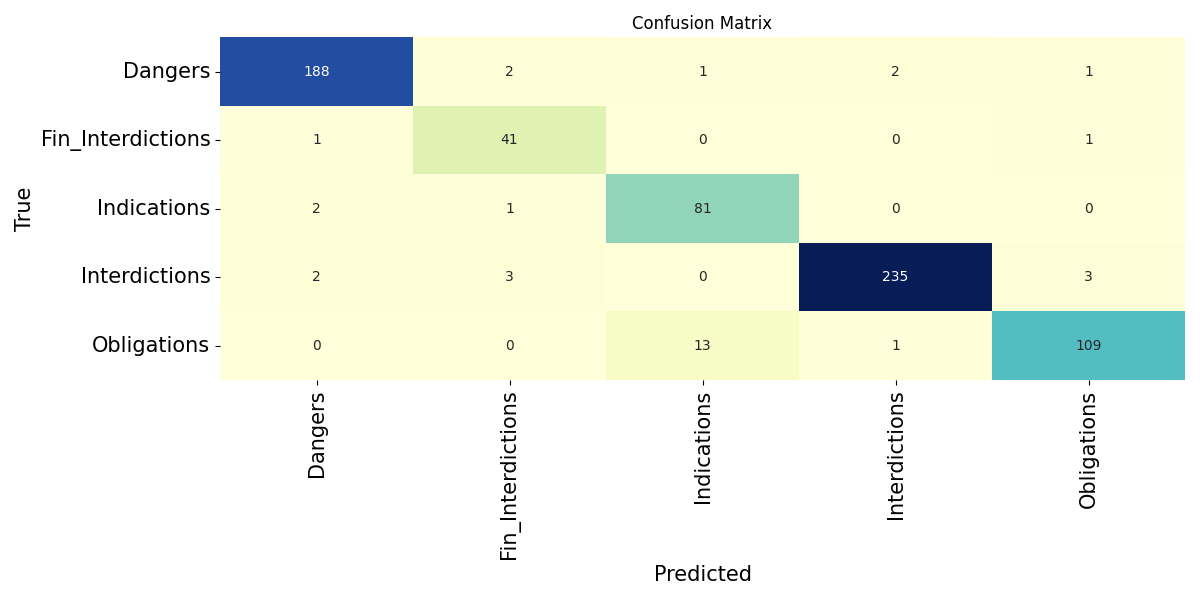 Confusion Matrix
Dangers 188 2 1 2 1
Fin_Interdictions 1 41 0 0 1
Indications 2 1 81 0 0
Interdictions 2 3 0 235 3
Obligations 0 0 13 1 109
True
Dangers Fin_Interdictions Indications Interdictions Obligations
Predicted